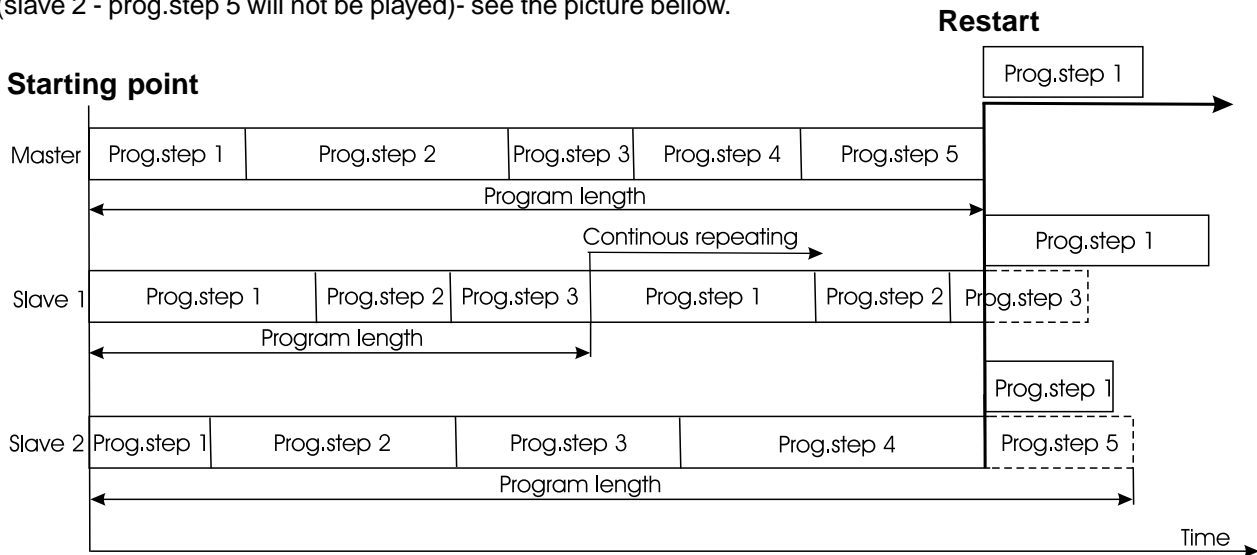 (slave 2 - prog.step 5 will not be played)- see the picture bellow.
Restart
Prog.step 1
Starting point
Master Prog.step 1 Prog.step 2 Prog.step 3 Prog.step 4 Prog.step 5
Program length
Continous repeating
Prog.step 1
Slave 1 Prog.step 1 Prog.step 2 Prog.step 3 Prog.step 1 Prog.step 2 Prog.step 3
Program length
Prog.step 1
Slave 2 Prog.step 1 Prog.step 2 Prog.step 3 Prog.step 4 Prog.step 5
Program length
Time